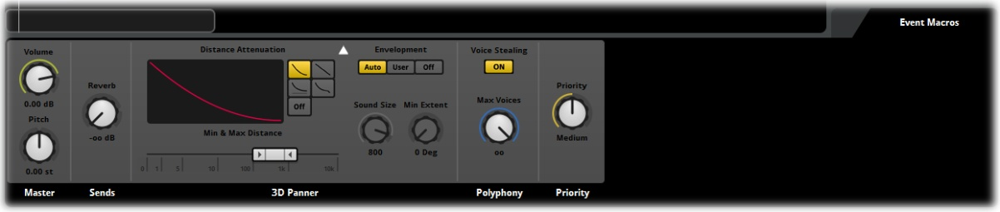 Event Macros
Volume
0.00 dB
Pitch
0.00 st
Master
Reverb
-oo dB
Sends
Distance Attenuation
Off
Min & Max Distance
0 1 5 10 100 1k 10k
3D Panner
Envelopment
Auto User Off
Sound Size Min Extent
800 0 Deg
Voice Stealing
ON
Max Voices
oo
Polyphony
Priority
Medium
Priority